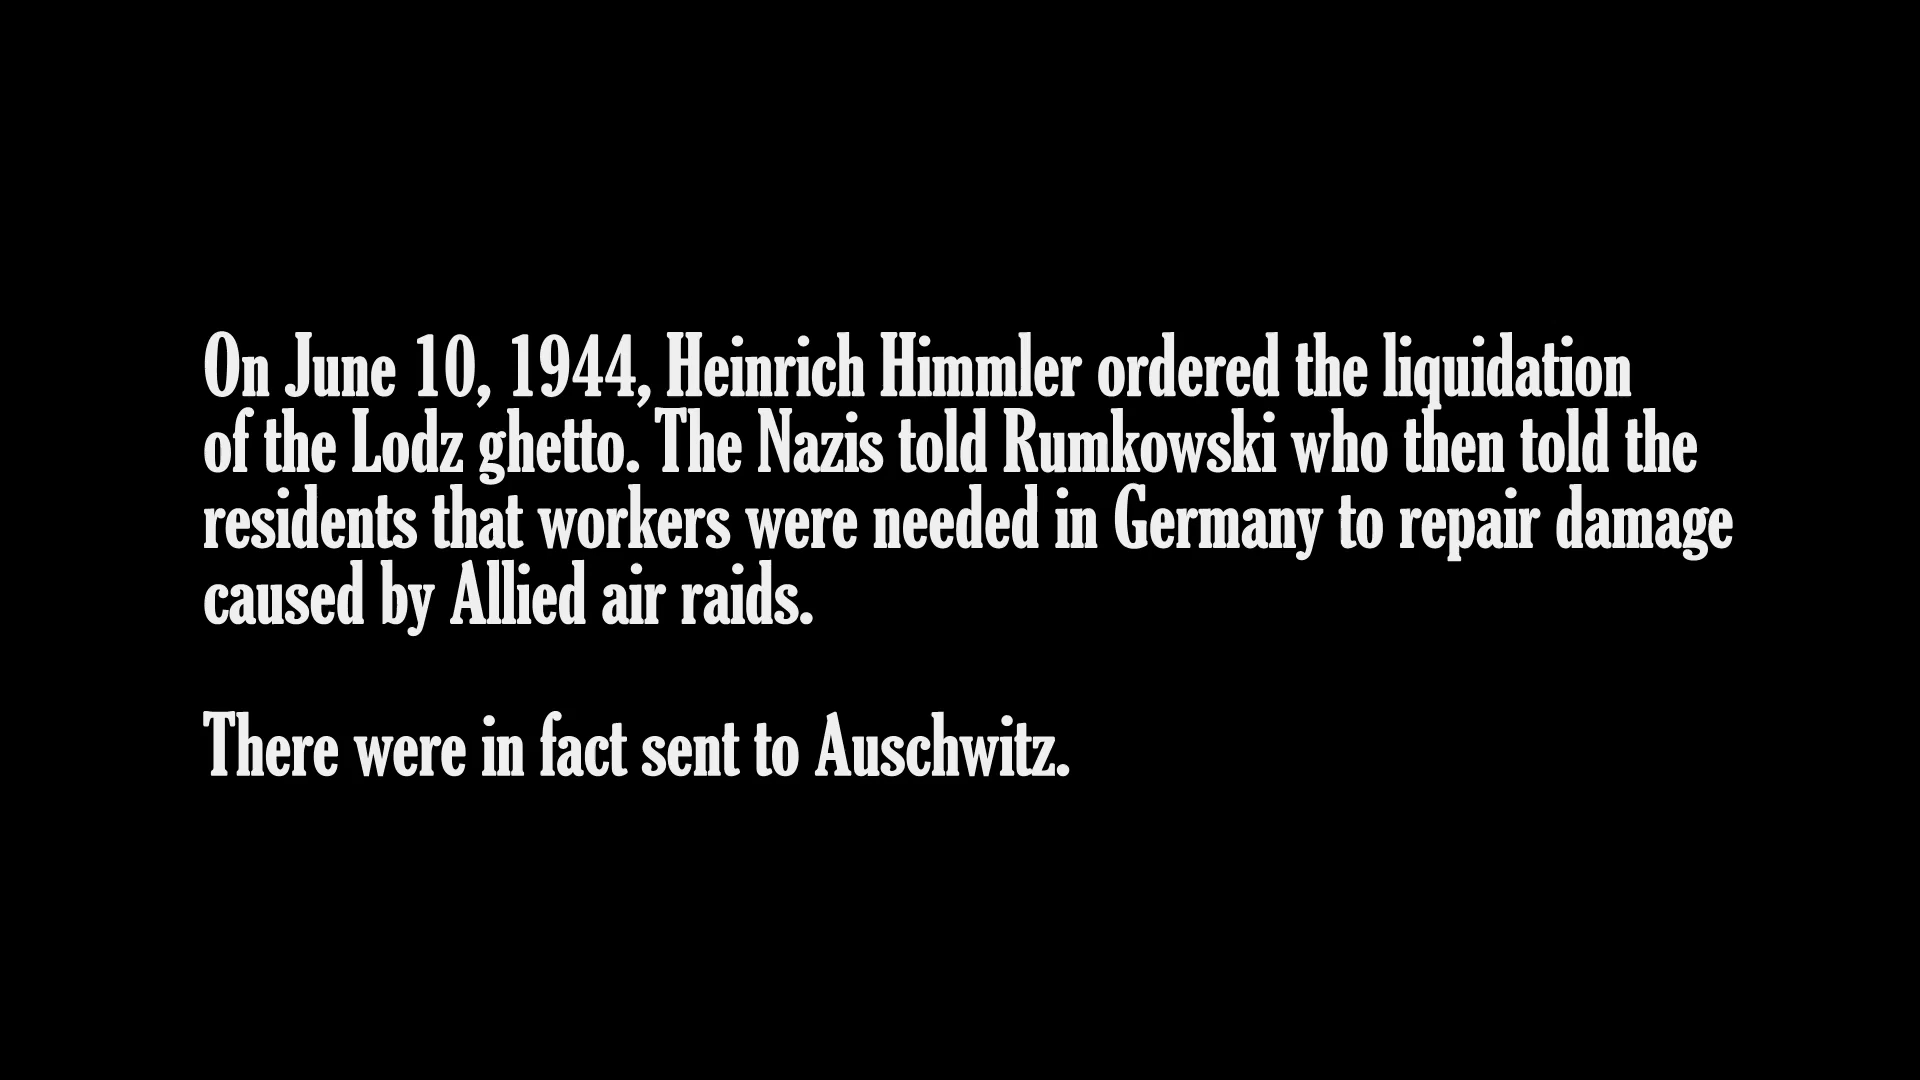 On June 10, 1944, Heinrich Himmler ordered the liquidation
of the Lodz ghetto. The Nazis told Rumkowski who then told the
residents that workers were needed in Germany to repair damage
caused by Allied air raids.
There were in fact sent to Auschwitz.